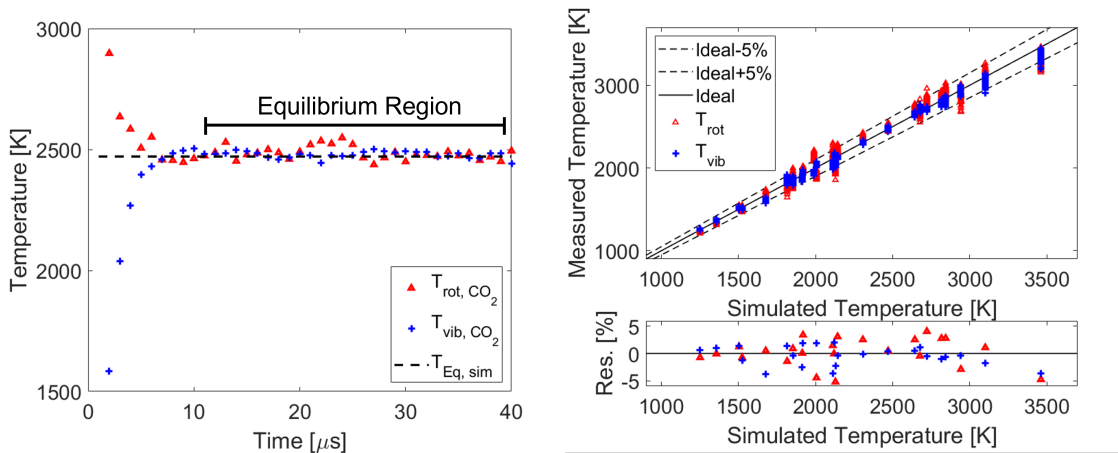 3000
2500
2000
1500
Temperature [K]
Equilibrium Region
T_rot, CO_2
T_vib, CO_2
T_Eq, sim
0 10 20 30 40
Time [μs]
3000
2000
1000
Measured Temperature [K]
Ideal-5%
Ideal+5%
Ideal
T_rot
T_vib
1000 1500 2000 2500 3000 3500
Simulated Temperature [K]
5
0
-5
Res. [%]
1000 1500 2000 2500 3000 3500
Simulated Temperature [K]